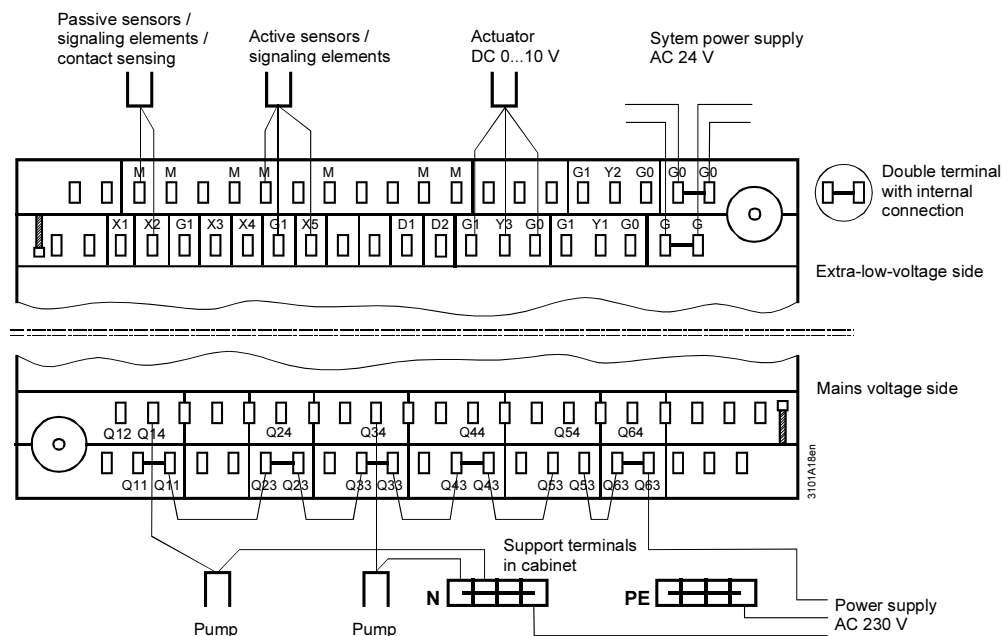 Passive sensors /
signaling elements /
contact sensing
Active sensors /
signaling elements
Actuator
DC 0...10 V
Sytem power supply
AC 24 V
M M M M M M M G1 Y2 G0 G0 G0
Double terminal
with internal
connection
X1 X2 G1 X3 X4 G1 X5 D1 D2 G1 Y3 G0 G1 Y1 G0 G G
Extra-low-voltage side
Mains voltage side
Q12 Q14 Q24 Q34 Q44 Q54 Q64
Q11 Q11 Q23 Q23 Q33 Q33 Q43 Q43 Q53 Q53 Q63 Q63
3101A18en
Support terminals
in cabinet
N
PE
Power supply
AC 230 V
Pump
Pump